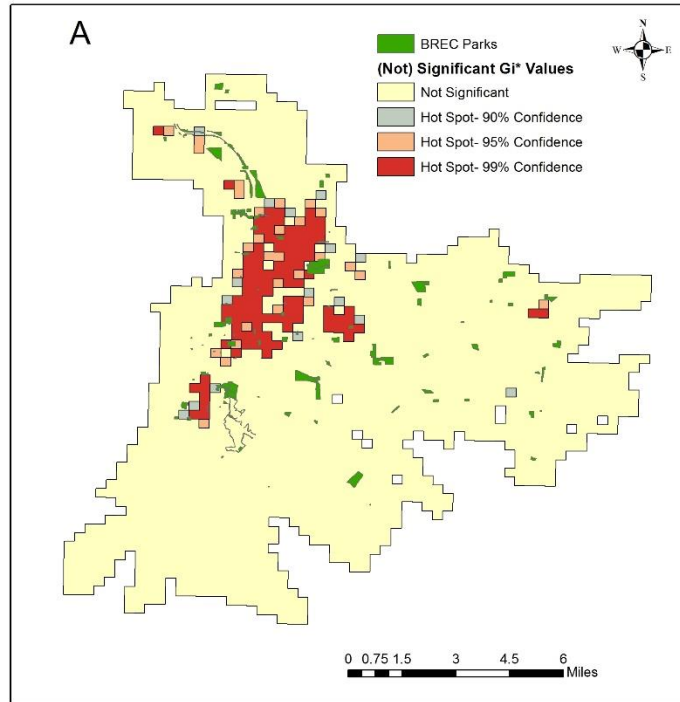 A
BREC Parks
N
W E
S
(Not) Significant Gi* Values
Not Significant
Hot Spot- 90% Confidence
Hot Spot- 95% Confidence
Hot Spot- 99% Confidence
0 0.75 1.5 3 4.5 6
Miles